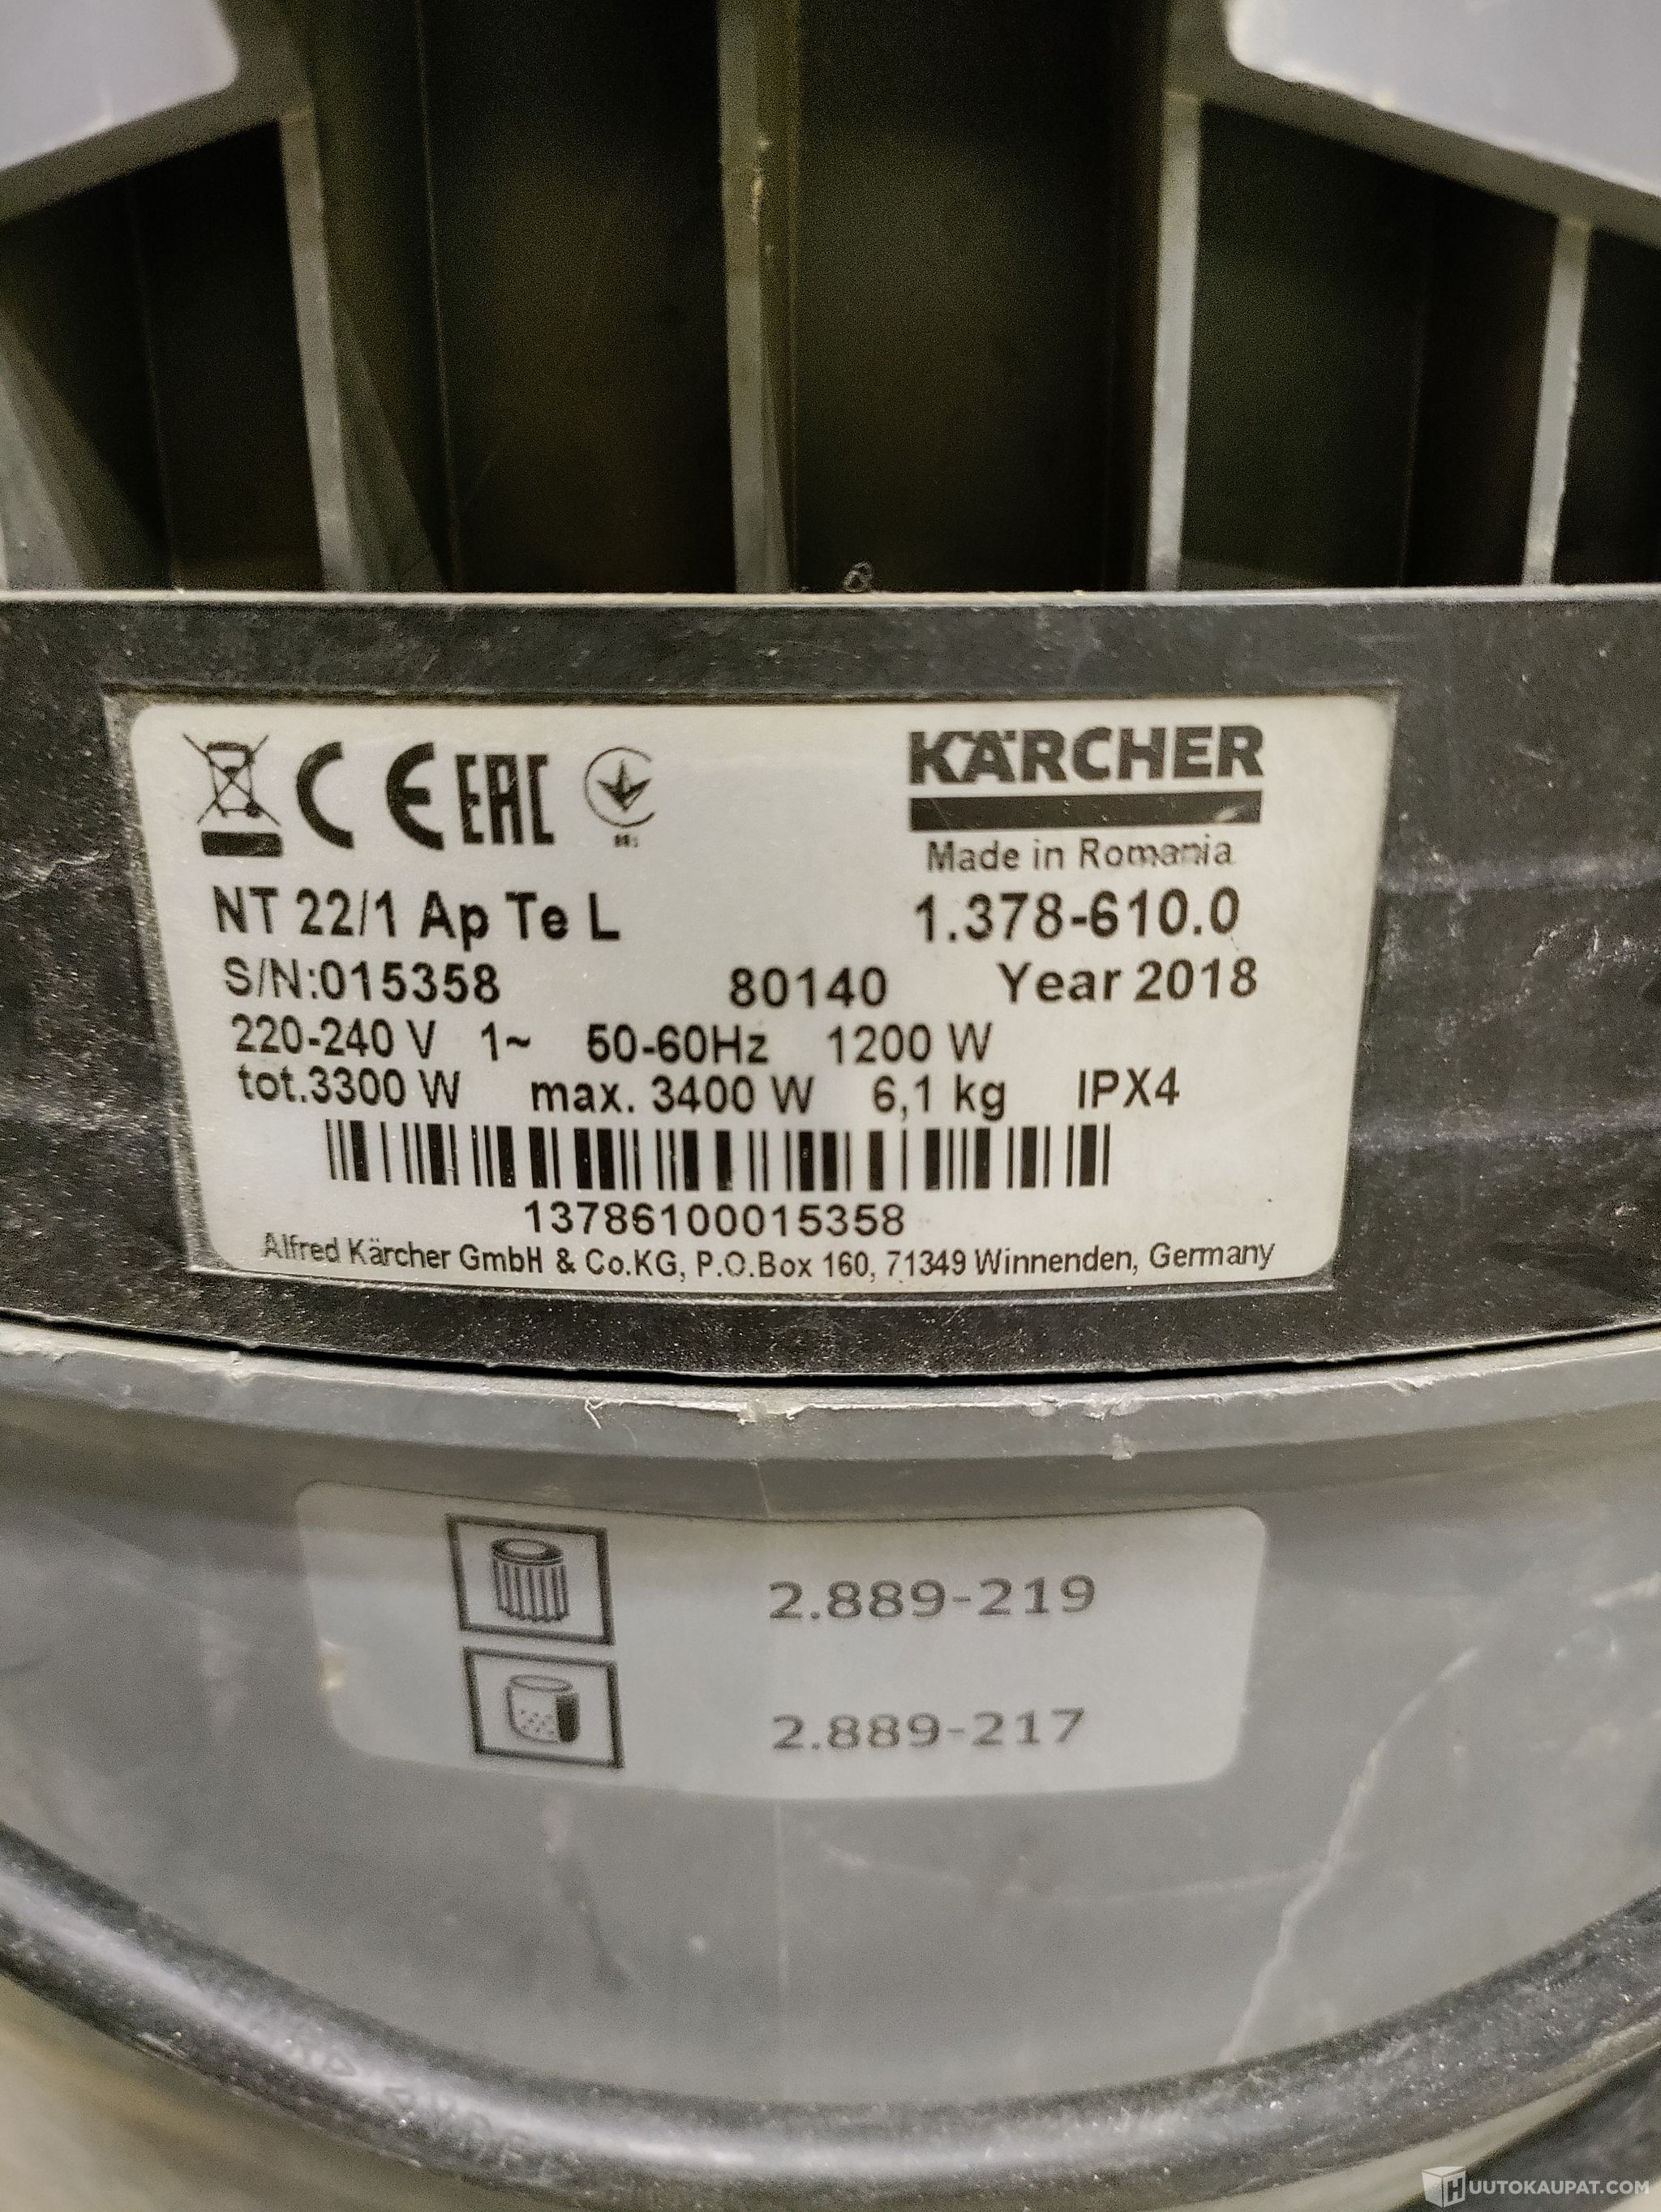 CE EAC
KÄRCHER
Made in Romania
NT 22/1 Ap Te L 1.378-610.0
S/N:015358 80140 Year 2018
220-240 V 1~ 50-60Hz 1200 W
tot.3300 W max. 3400 W 6,1 kg IPX4
13786100015358
Alfred Kärcher GmbH & Co.KG, P.O.Box 160, 71349 Winnenden, Germany
2.889-219
2.889-217
HUUTOKAUPAT.COM